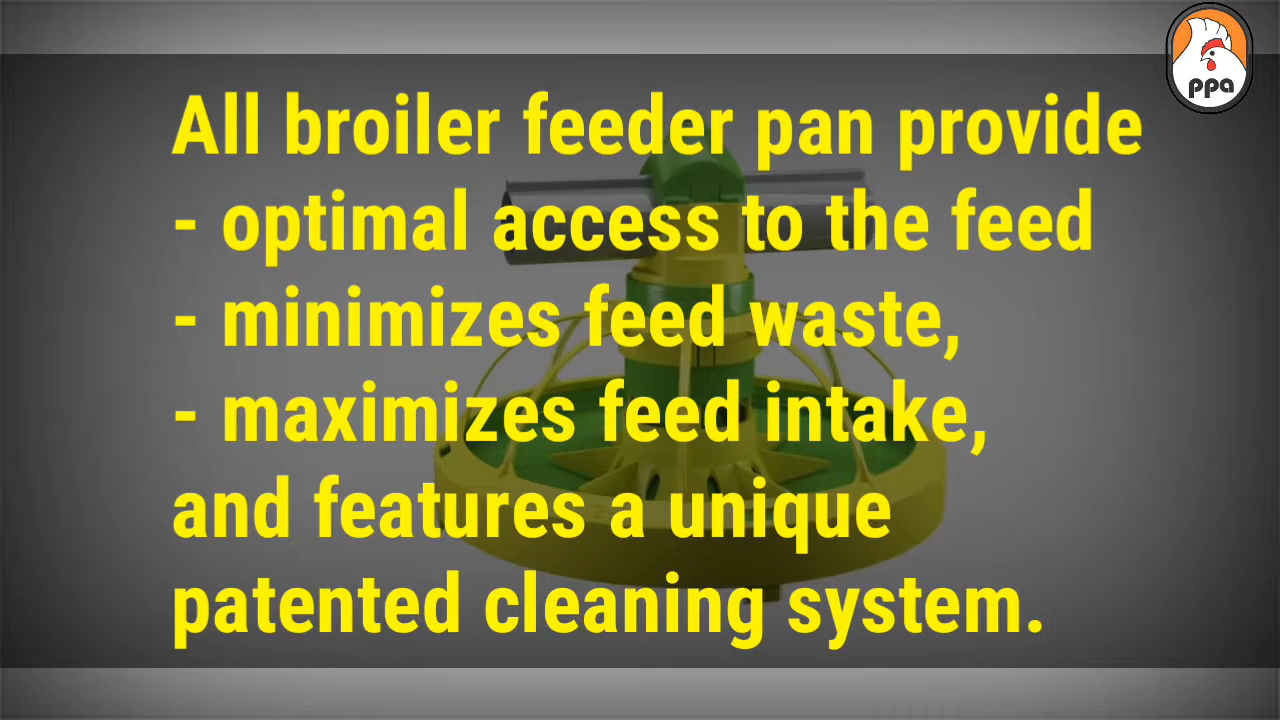 ppa
All broiler feeder pan provide
- optimal access to the feed
- minimizes feed waste,
- maximizes feed intake,
and features a unique
patented cleaning system.